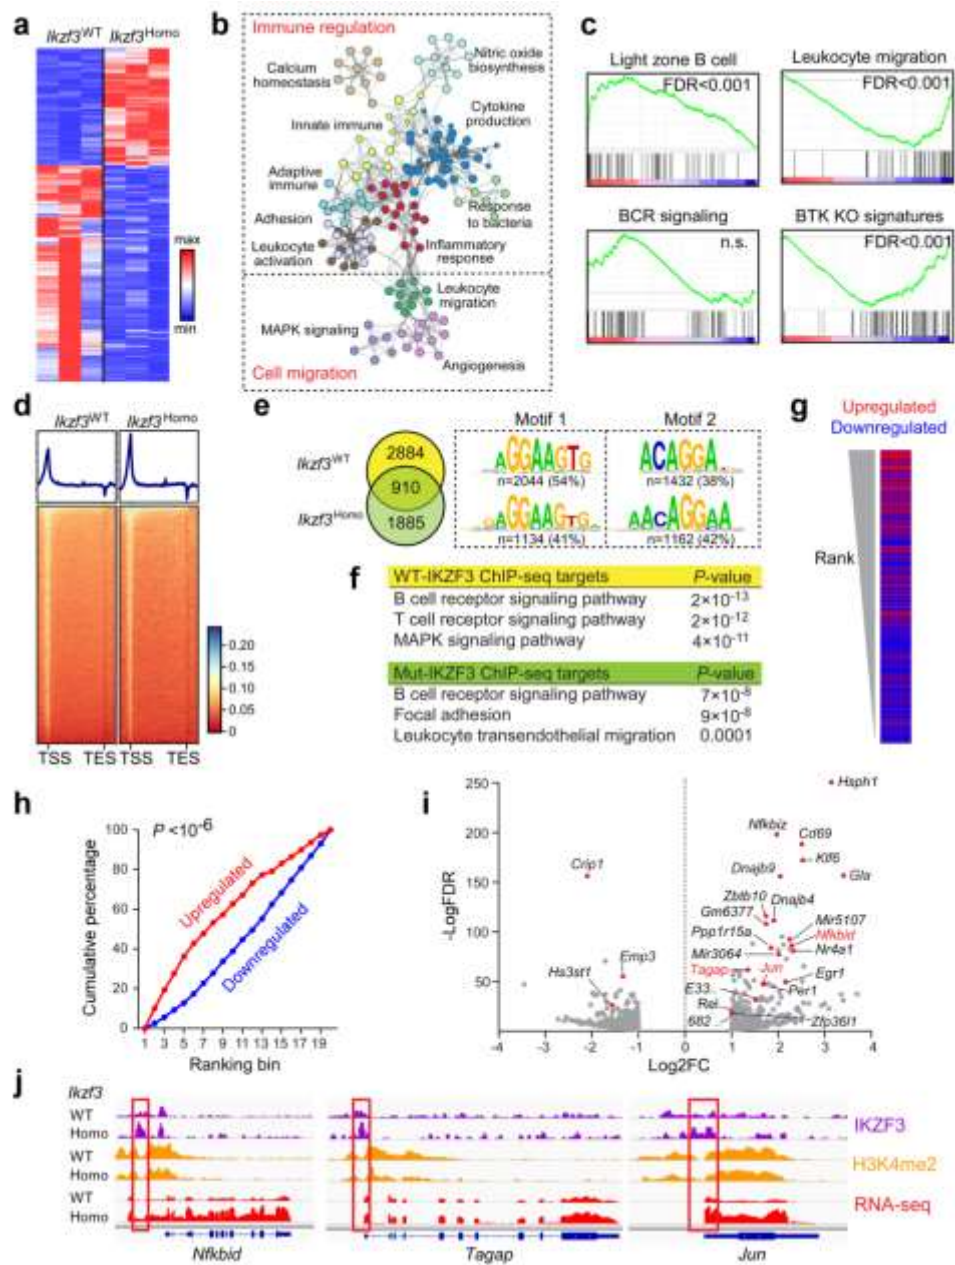 a
Ikzf3WT Ikzf3Homo
max
min
b
Immune regulation
Calcium
homeostasis
Nitric oxide
biosynthesis
Innate immune
Cytokine
production
Adaptive
immune
Adhesion
Response
to bacteria
Leukocyte
activation
Inflammatory
response
Leukocyte
migration
MAPK signaling
Angiogenesis
Cell migration
c
Light zone B cell
FDR<0.001
Leukocyte migration
FDR<0.001
BCR signaling
n.s.
BTK KO signatures
FDR<0.001
d
Ikzf3WT Ikzf3Homo
0.20
0.15
0.10
0.05
0
TSS TES TSS TES
e
Ikzf3WT
Ikzf3Homo
2884
910
1885
Motif 1 Motif 2
AGGAAGTG
n=2044 (54%)
ACAGGA
n=1432 (38%)
GAGGAAGTG
n=1134 (41%)
AACAGGAA
n=1162 (42%)
f
WT-IKZF3 ChIP-seq targets P-value
B cell receptor signaling pathway 2×10-13
T cell receptor signaling pathway 2×10-12
MAPK signaling pathway 4×10-11
Mut-IKZF3 ChIP-seq targets P-value
B cell receptor signaling pathway 7×10-8
Focal adhesion 9×10-8
Leukocyte transendothelial migration 0.0001
g
Upregulated
Downregulated
Rank
h
P <10-6
Cumulative percentage
100
80
60
40
20
0
Upregulated
Downregulated
1 3 5 7 9 11 13 15 17 19
Ranking bin
i
-LogFDR
250
200
150
100
50
Hsph1
Nfkbiz
Cd69
Klf6
Crip1
Dnajb9
Gla
Zbtb10
Dnajb4
Gm6377
Mir5107
Ppp1r15a
Nfkbid
Mir3064
Nr4a1
Emp3
Tagap
Jun
Egr1
Hs3st1
E33
Per1
Rel
682
Zfp36l1
-4 -3 -2 -1 0 1 2 3 4
Log2FC
j
Ikzf3
WT
Homo
IKZF3
WT
Homo
H3K4me2
WT
Homo
RNA-seq
Nfkbid Tagap Jun